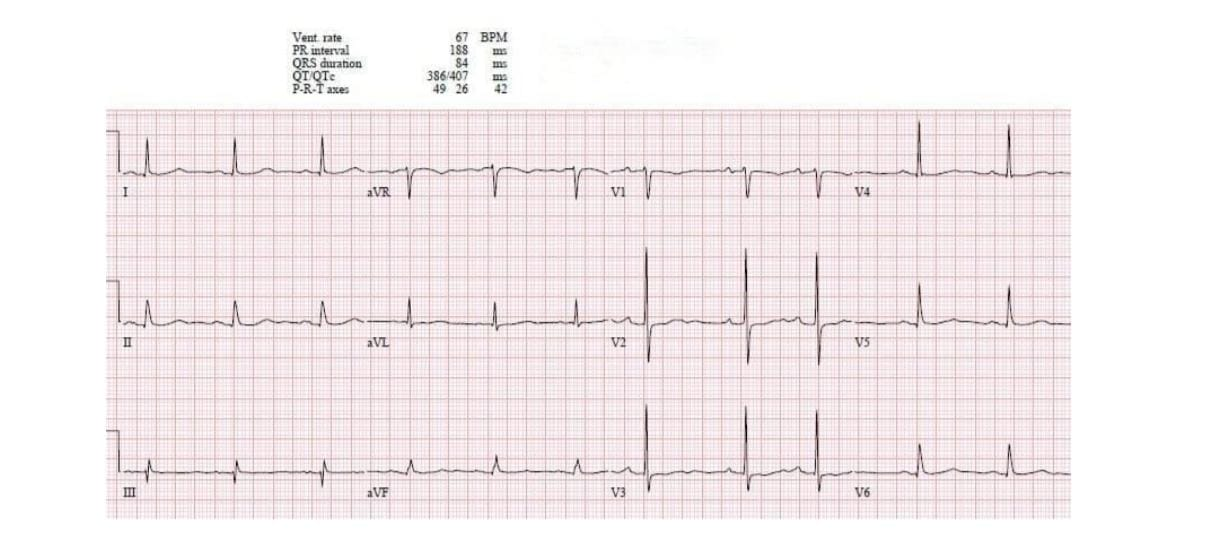 Vent. rate 67 BPM
PR interval 188 ms
QRS duration 84 ms
QT/QTc 386/407 ms
P-R-T axes 49 26 42
I aVR V1 V4
II aVL V2 V5
III aVF V3 V6